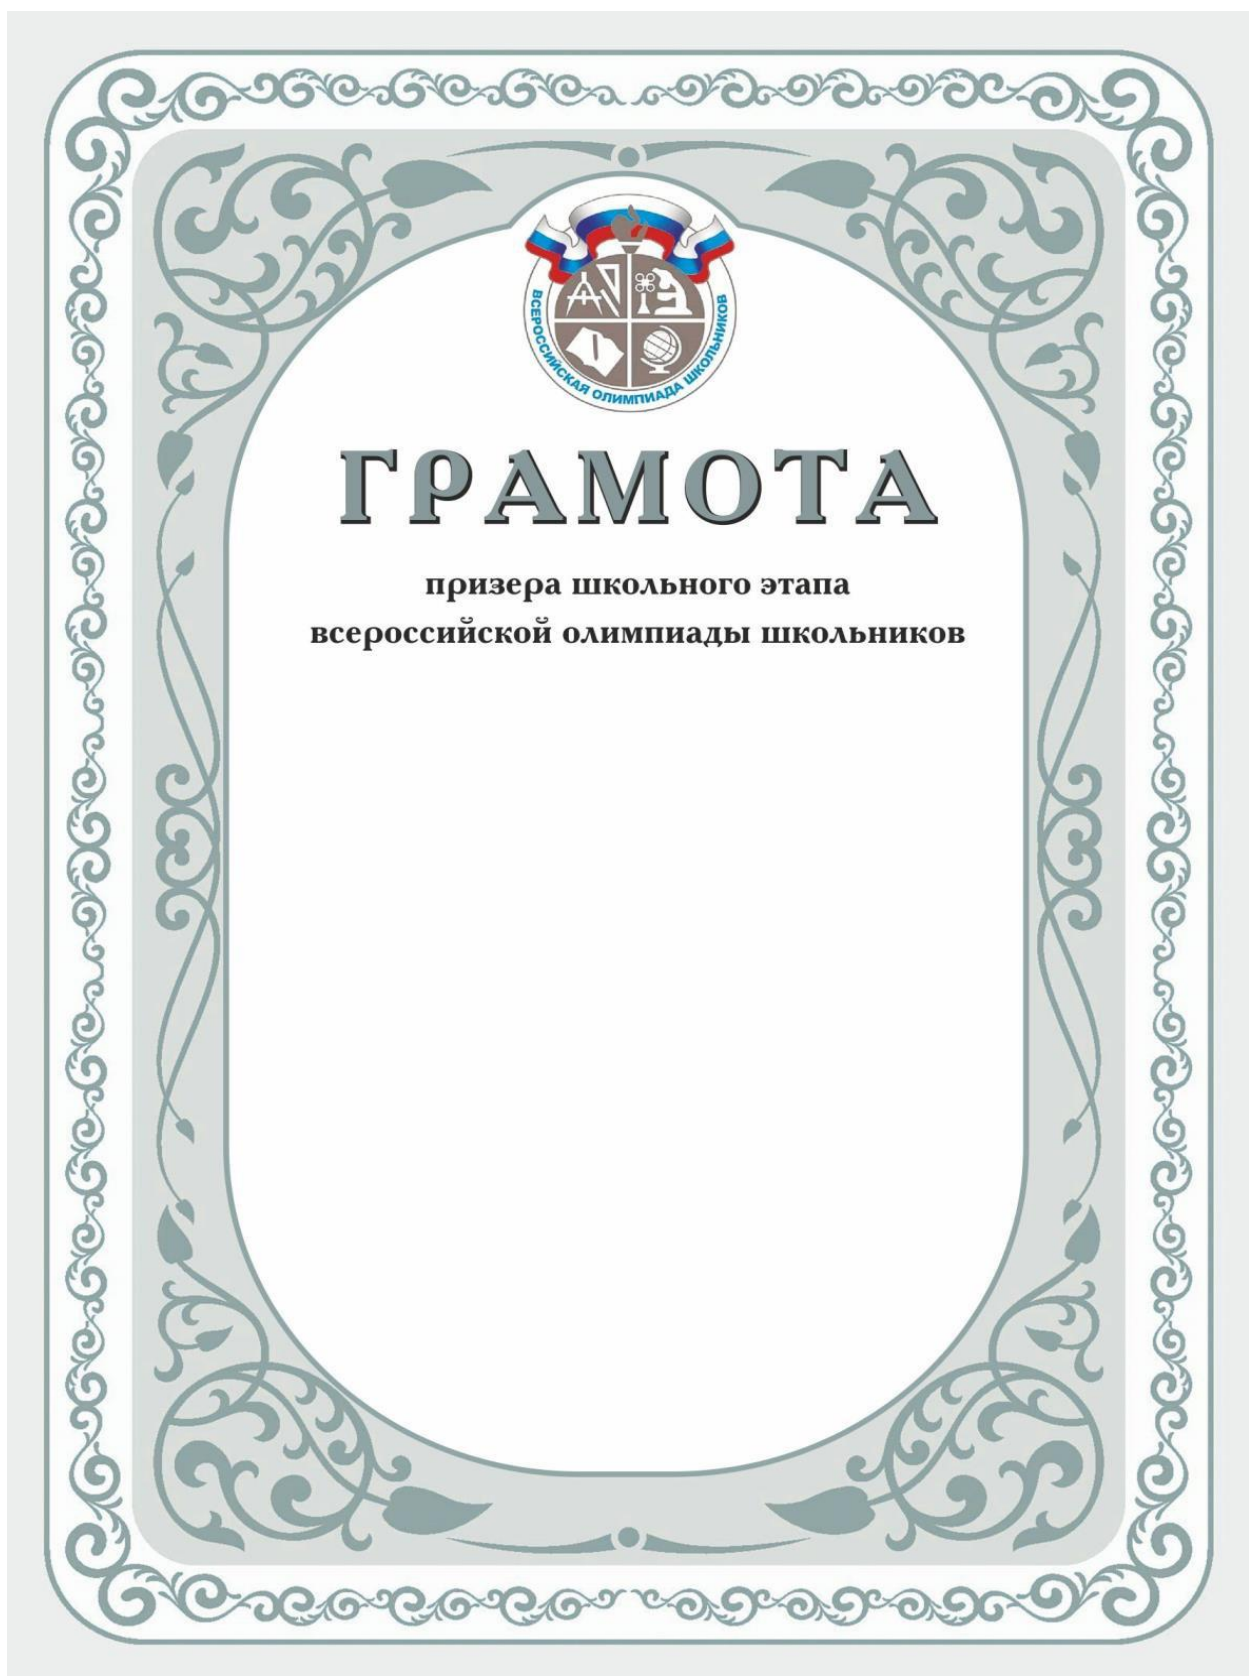 ВСЕРОССИЙСКАЯ ОЛИМПИАДА ШКОЛЬНИКОВ
ГРАМОТА
призера школьного этапа
всероссийской олимпиады школьников